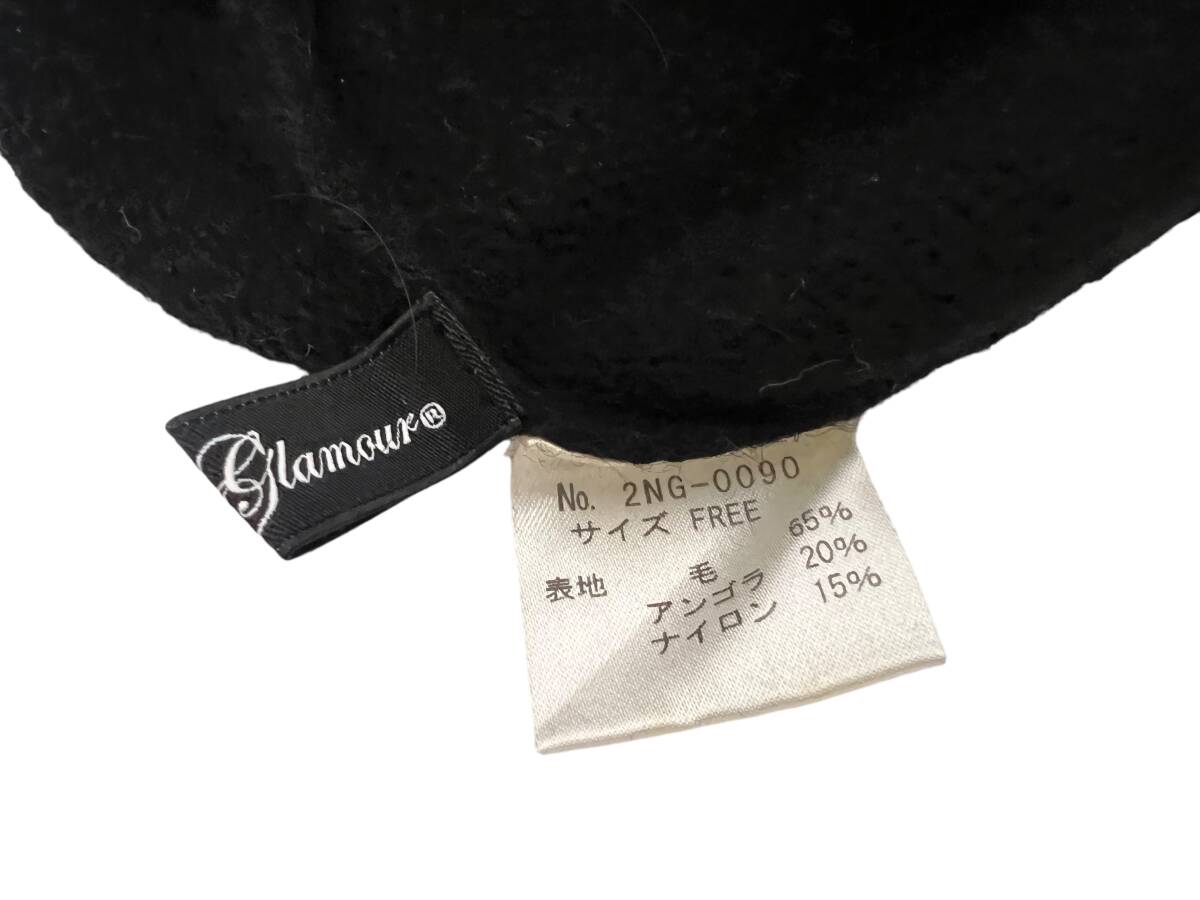 Glamour®
No. 2NG-0090
サイズ FREE
表地 毛 65%
アンゴラ 20%
ナイロン 15%